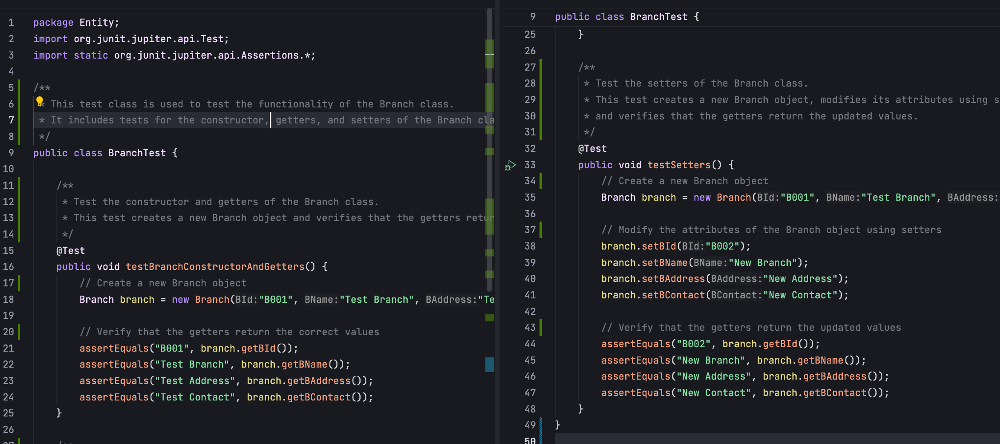 1 package Entity;
2 import org.junit.jupiter.api.Test;
3 import static org.junit.jupiter.api.Assertions.*;
4
5 /**
6 * This test class is used to test the functionality of the Branch class.
7 * It includes tests for the constructor, getters, and setters of the Branch cla
8 */
9 public class BranchTest {
10
11 /**
12 * Test the constructor and getters of the Branch class.
13 * This test creates a new Branch object and verifies that the getters retur
14 */
15 @Test
16 public void testBranchConstructorAndGetters() {
17 // Create a new Branch object
18 Branch branch = new Branch( BId: "B001", BName: "Test Branch", BAddress: "Te
19
20 // Verify that the getters return the correct values
21 assertEquals("B001", branch.getBId());
22 assertEquals("Test Branch", branch.getBName());
23 assertEquals("Test Address", branch.getBAddress());
24 assertEquals("Test Contact", branch.getBContact());
25 }
26
9 public class BranchTest {
25 }
26
27 /**
28 * Test the setters of the Branch class.
29 * This test creates a new Branch object, modifies its attributes using s
30 * and verifies that the getters return the updated values.
31 */
32 @Test
33 public void testSetters() {
34 // Create a new Branch object
35 Branch branch = new Branch( BId: "B001", BName: "Test Branch", BAddress:
36
37 // Modify the attributes of the Branch object using setters
38 branch.setBId( BId: "B002");
39 branch.setBName( BName: "New Branch");
40 branch.setBAddress( BAddress: "New Address");
41 branch.setBContact( BContact: "New Contact");
42
43 // Verify that the getters return the updated values
44 assertEquals("B002", branch.getBId());
45 assertEquals("New Branch", branch.getBName());
46 assertEquals("New Address", branch.getBAddress());
47 assertEquals("New Contact", branch.getBContact());
48 }
49 }
50